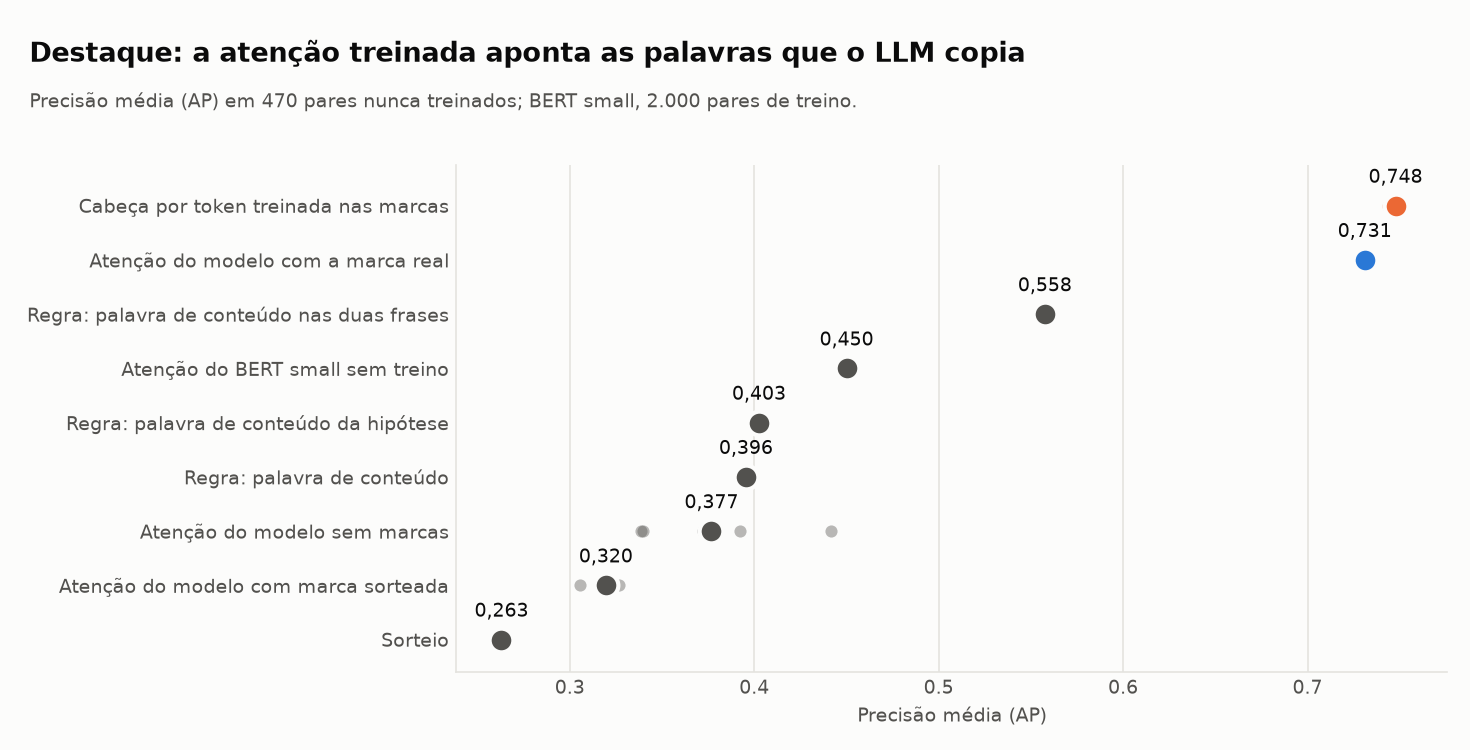 Destaque: a atenção treinada aponta as palavras que o LLM copia
Precisão média (AP) em 470 pares nunca treinados; BERT small, 2.000 pares de treino.
Cabeça por token treinada nas marcas 0,748
Atenção do modelo com a marca real 0,731
Regra: palavra de conteúdo nas duas frases 0,558
Atenção do BERT small sem treino 0,450
Regra: palavra de conteúdo da hipótese 0,403
Regra: palavra de conteúdo 0,396
Atenção do modelo sem marcas 0,377
Atenção do modelo com marca sorteada 0,320
Sorteio 0,263
0.3 0.4 0.5 0.6 0.7
Precisão média (AP)